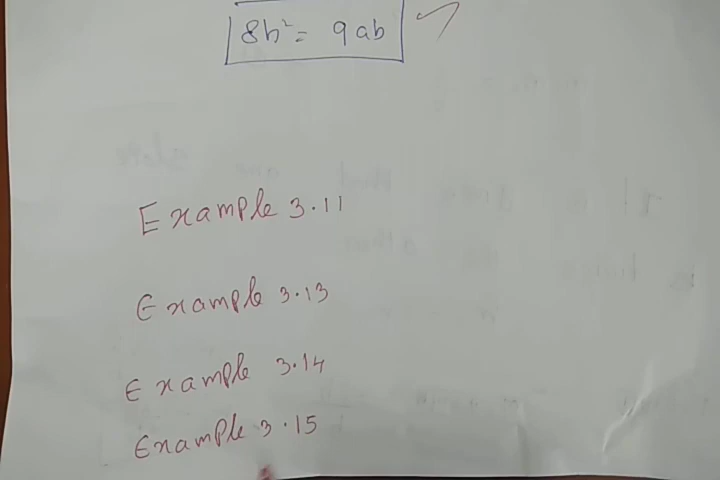 8h² = 9ab
Example 3.11
Example 3.13
Example 3.14
Example 3.15